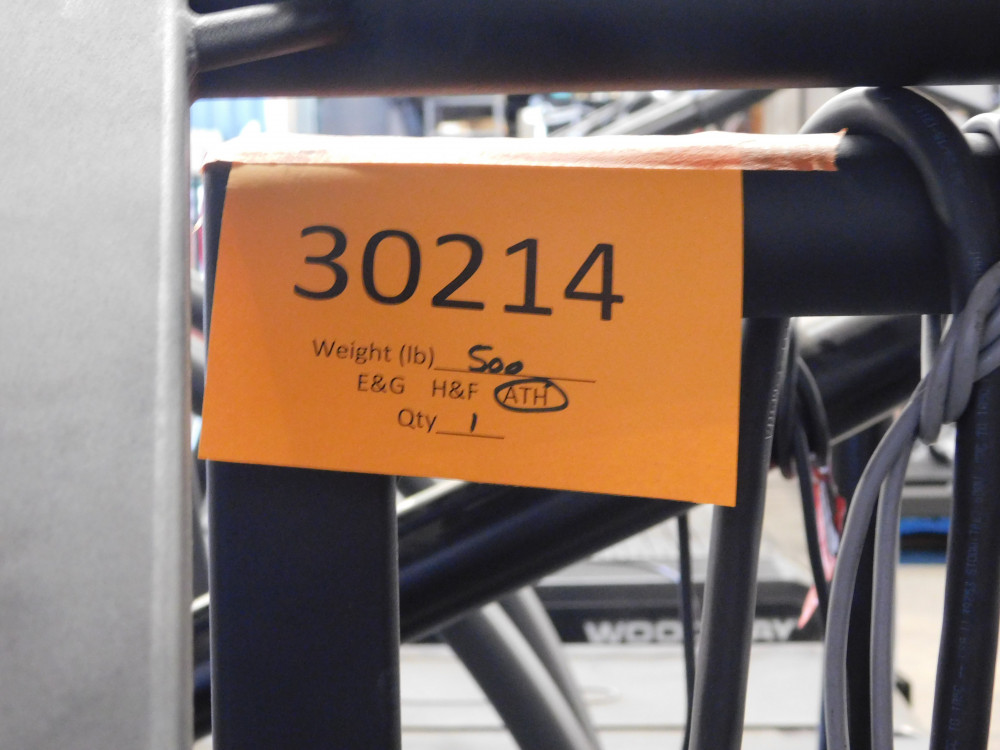 30214
Weight (lb) 500
E&G H&F ATH
Qty 1